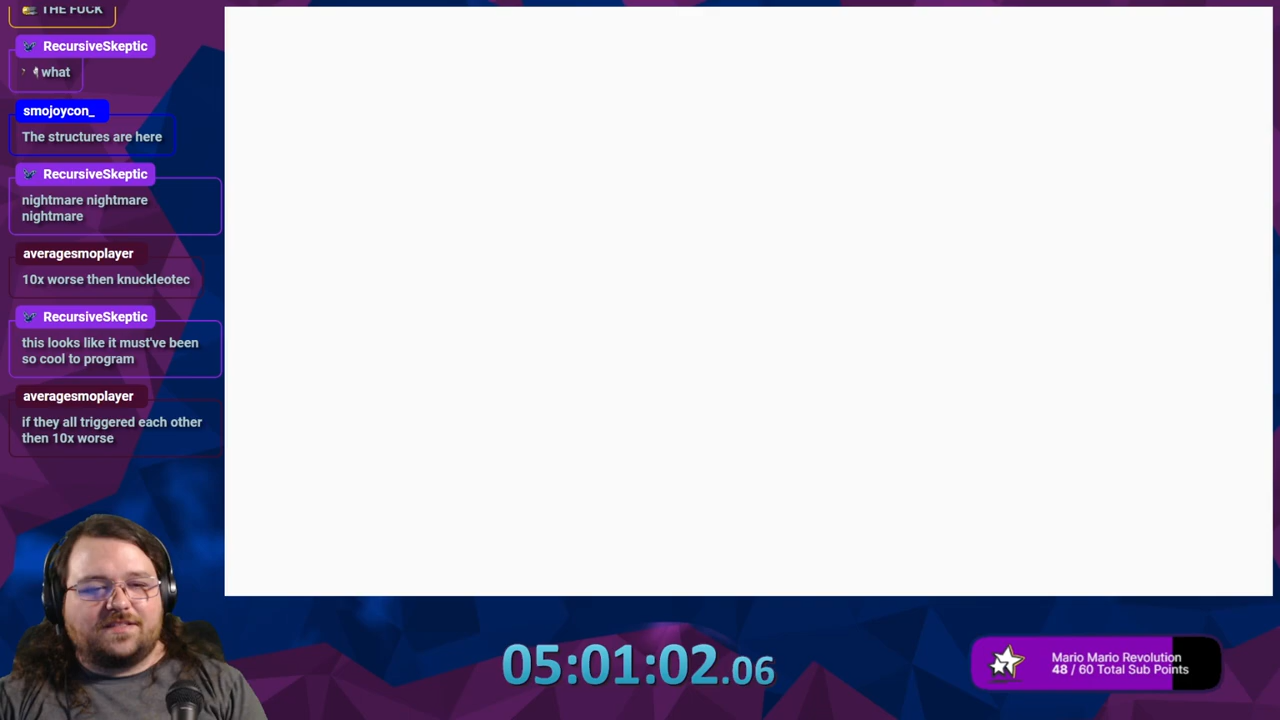 THE FUCK
RecursiveSkeptic
what
smojoycon_
The structures are here
RecursiveSkeptic
nightmare nightmare
nightmare
averagesmoplayer
10x worse then knuckleotec
RecursiveSkeptic
this looks like it must've been
so cool to program
averagesmoplayer
if they all triggered each other
then 10x worse
05:01:02.06
Mario Mario Revolution
48 / 60 Total Sub Points